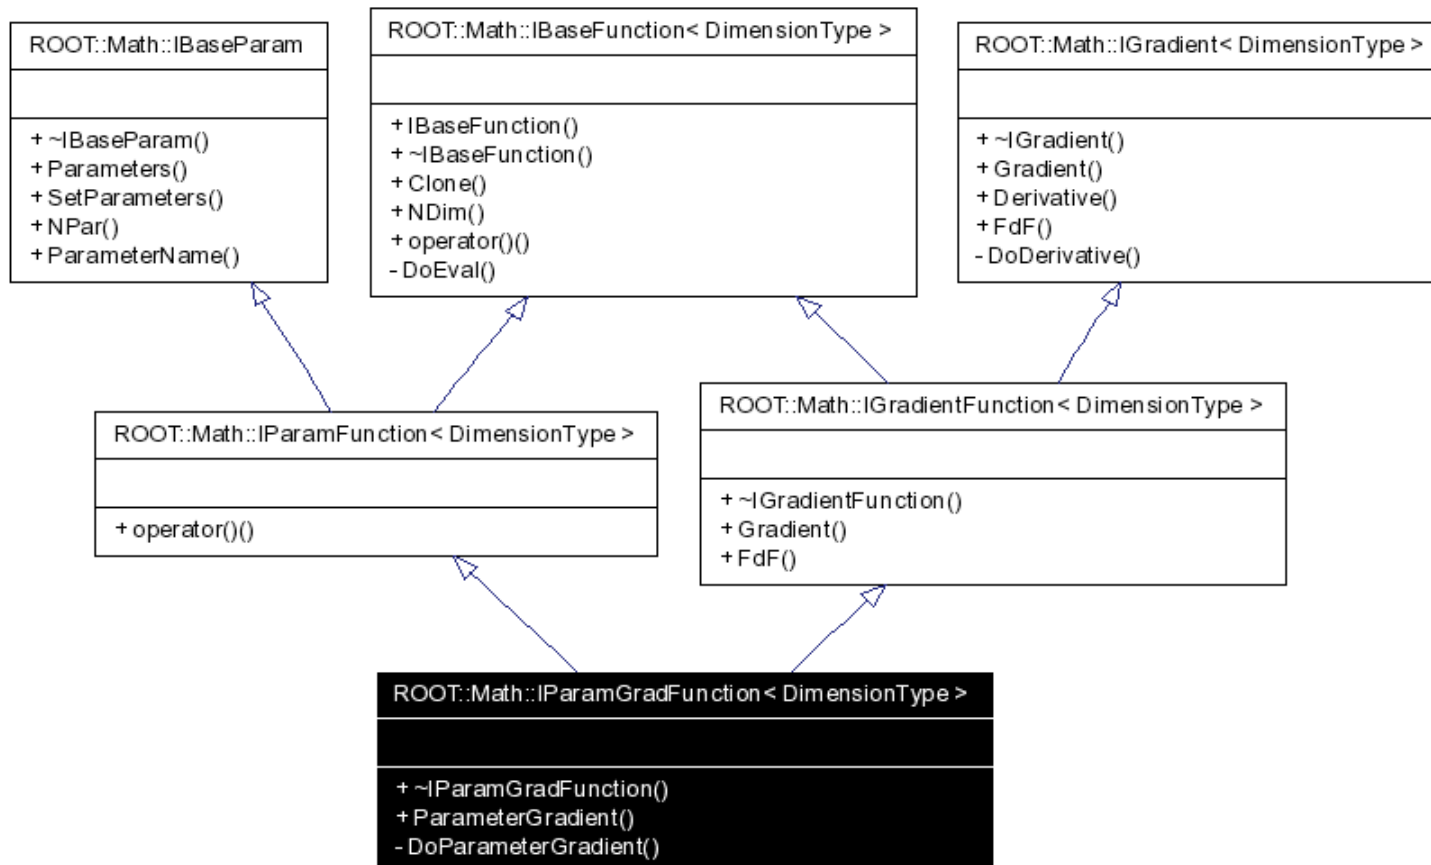 ROOT::Math::IBaseParam
+ ~IBaseParam()
+ Parameters()
+ SetParameters()
+ NPar()
+ ParameterName()
ROOT::Math::IBaseFunction< DimensionType >
+ IBaseFunction()
+ ~IBaseFunction()
+ Clone()
+ NDim()
+ operator()()
- DoEval()
ROOT::Math::IGradient< DimensionType >
+ ~IGradient()
+ Gradient()
+ Derivative()
+ FdF()
- DoDerivative()
ROOT::Math::IParamFunction< DimensionType >
+ operator()()
ROOT::Math::IGradientFunction< DimensionType >
+ ~IGradientFunction()
+ Gradient()
+ FdF()
ROOT::Math::IParamGradFunction< DimensionType >
+ ~IParamGradFunction()
+ ParameterGradient()
- DoParameterGradient()